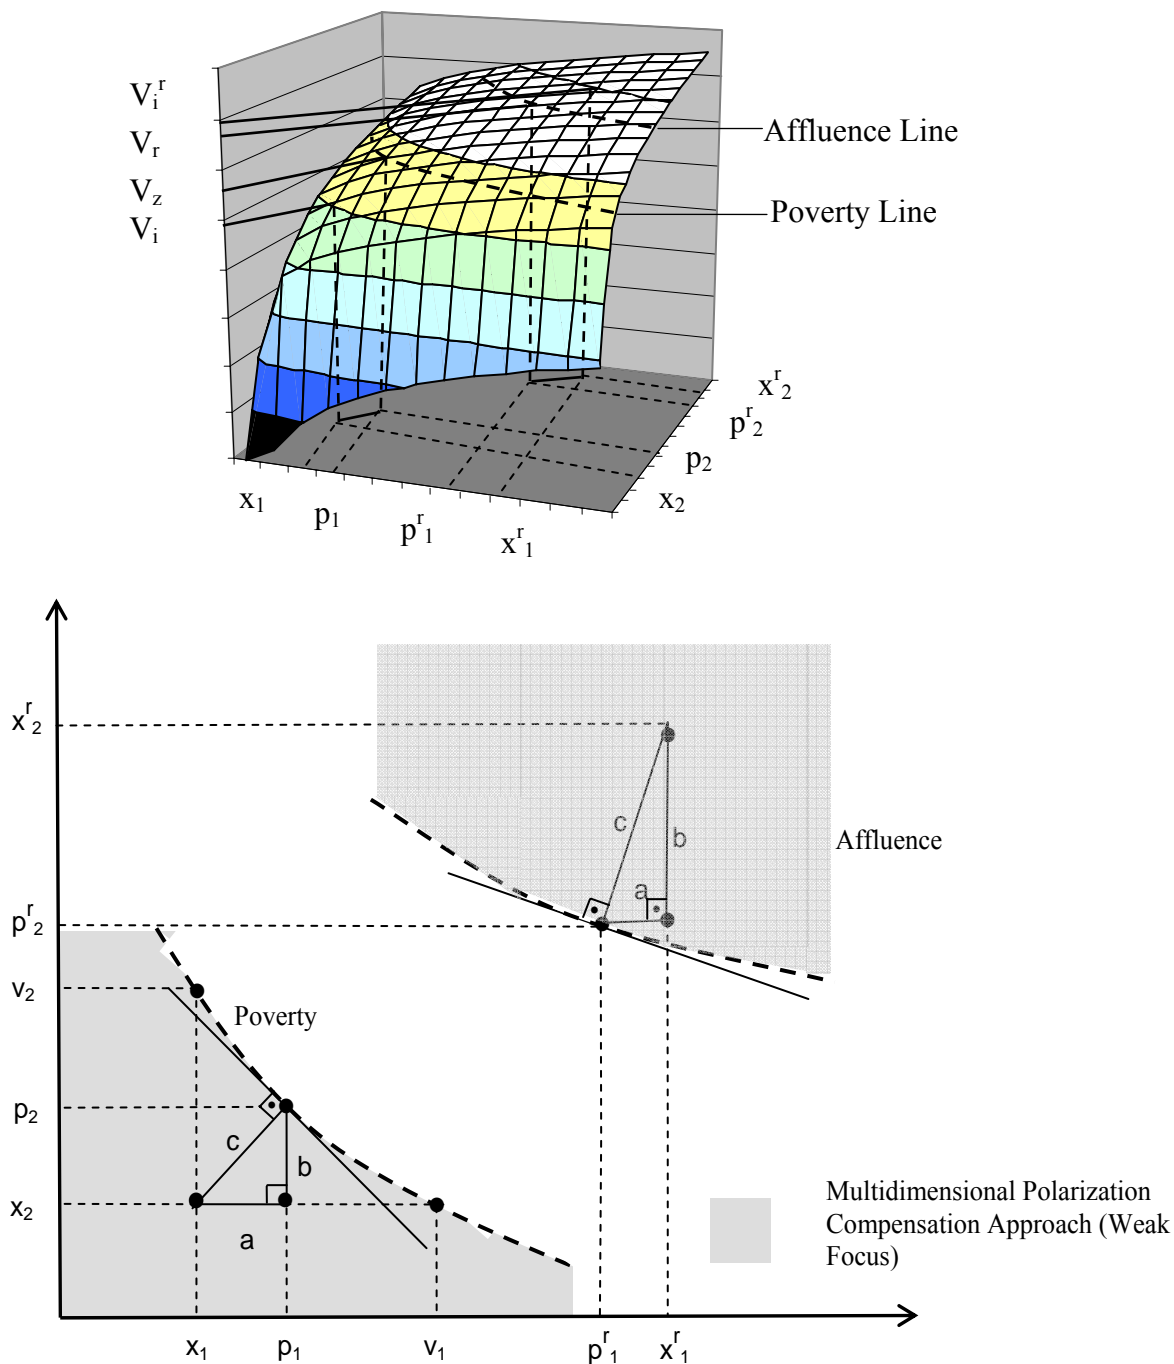 V_i^r
V_r
V_z
V_i
Affluence Line
Poverty Line
x_1
p_1
p^r_1
x^r_1
x_2
p_2
p^r_2
x^r_2
x^r_2
p^r_2
v_2
p_2
x_2
c
b
a
Affluence
Poverty
c
b
a
x_1
p_1
v_1
p^r_1
x^r_1
Multidimensional Polarization
Compensation Approach (Weak
Focus)